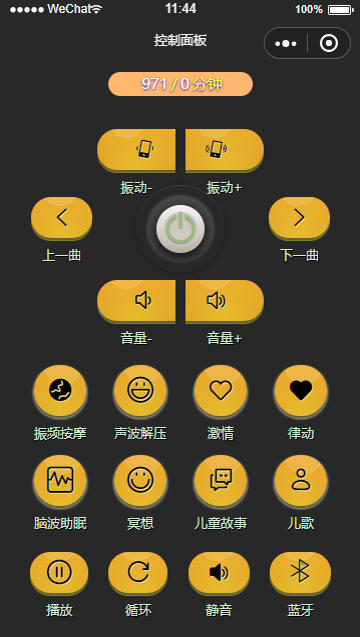 WeChat 11:44 100%
控制面板
971 / 0 分钟
振动- 振动+
上一曲 下一曲
音量- 音量+
振频按摩 声波解压 激情 律动
脑波助眠 冥想 儿童故事 儿歌
播放 循环 静音 蓝牙